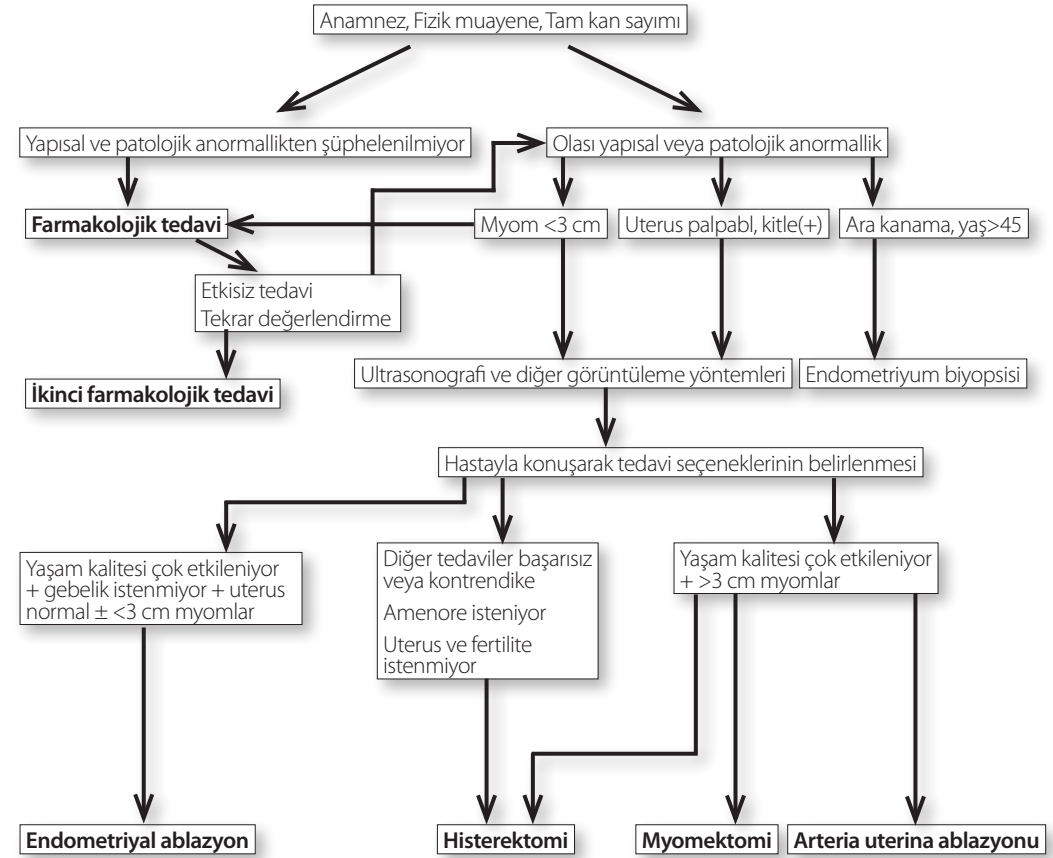 Anamnez, Fizik muayene, Tam kan sayımı
Yapısal ve patolojik anormallikten şüphelenilmiyor
Olası yapısal veya patolojik anormallik
Farmakolojik tedavi
Myom <3 cm
Uterus palpabl, kitle(+)
Ara kanama, yaş>45
Etkisiz tedavi
Tekrar değerlendirme
İkinci farmakolojik tedavi
Ultrasonografi ve diğer görüntüleme yöntemleri
Endometriyum biyopsisi
Hastayla konuşarak tedavi seçeneklerinin belirlenmesi
Yaşam kalitesi çok etkileniyor
+ gebelik istenmiyor + uterus
normal ± <3 cm myomlar
Diğer tedaviler başarısız
veya kontrendike
Amenore isteniyor
Uterus ve fertilite
istenmiyor
Yaşam kalitesi çok etkileniyor
+ >3 cm myomlar
Endometriyal ablazyon
Histerektomi
Myomektomi
Arteria uterina ablazyonu